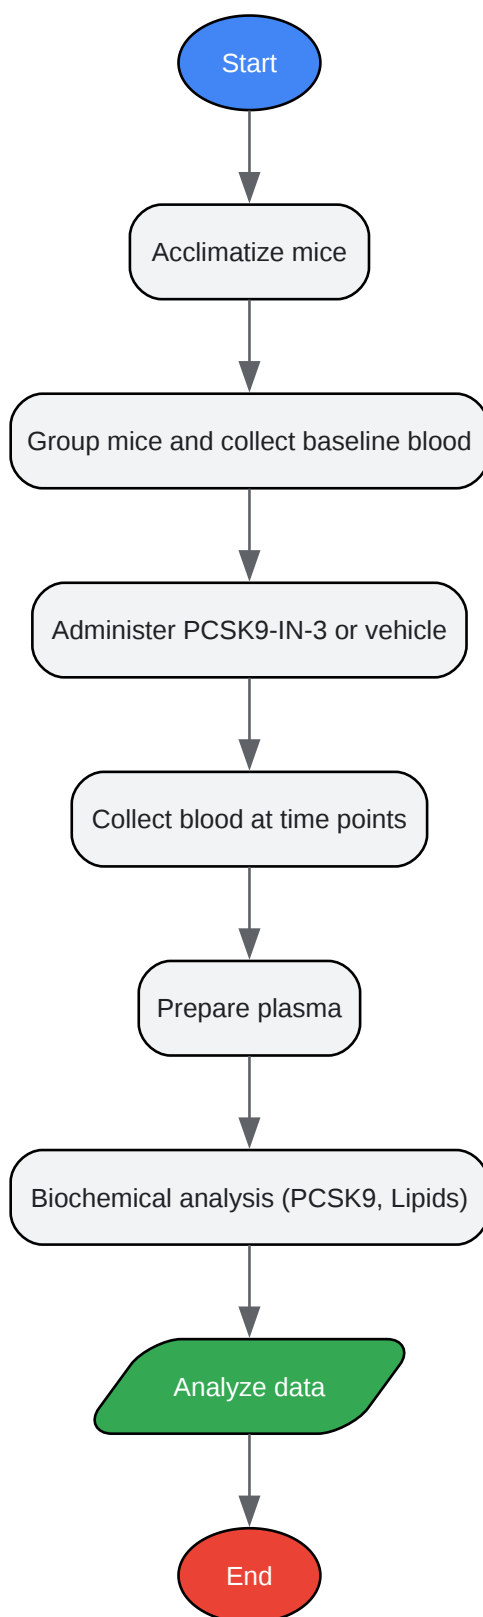 Start
Acclimatize mice
Group mice and collect baseline blood
Administer PCSK9-IN-3 or vehicle
Collect blood at time points
Prepare plasma
Biochemical analysis (PCSK9, Lipids)
Analyze data
End